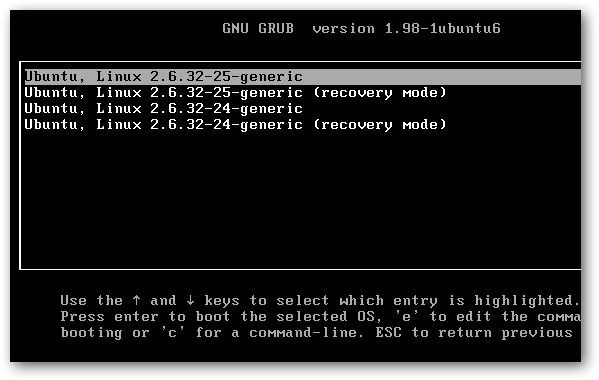 GNU GRUB  version 1.98-1ubuntu6
Ubuntu, Linux 2.6.32-25-generic
Ubuntu, Linux 2.6.32-25-generic (recovery mode)
Ubuntu, Linux 2.6.32-24-generic
Ubuntu, Linux 2.6.32-24-generic (recovery mode)
Use the ↑ and ↓ keys to select which entry is highlighted.
Press enter to boot the selected OS, 'e' to edit the comma
booting or 'c' for a command-line. ESC to return previous